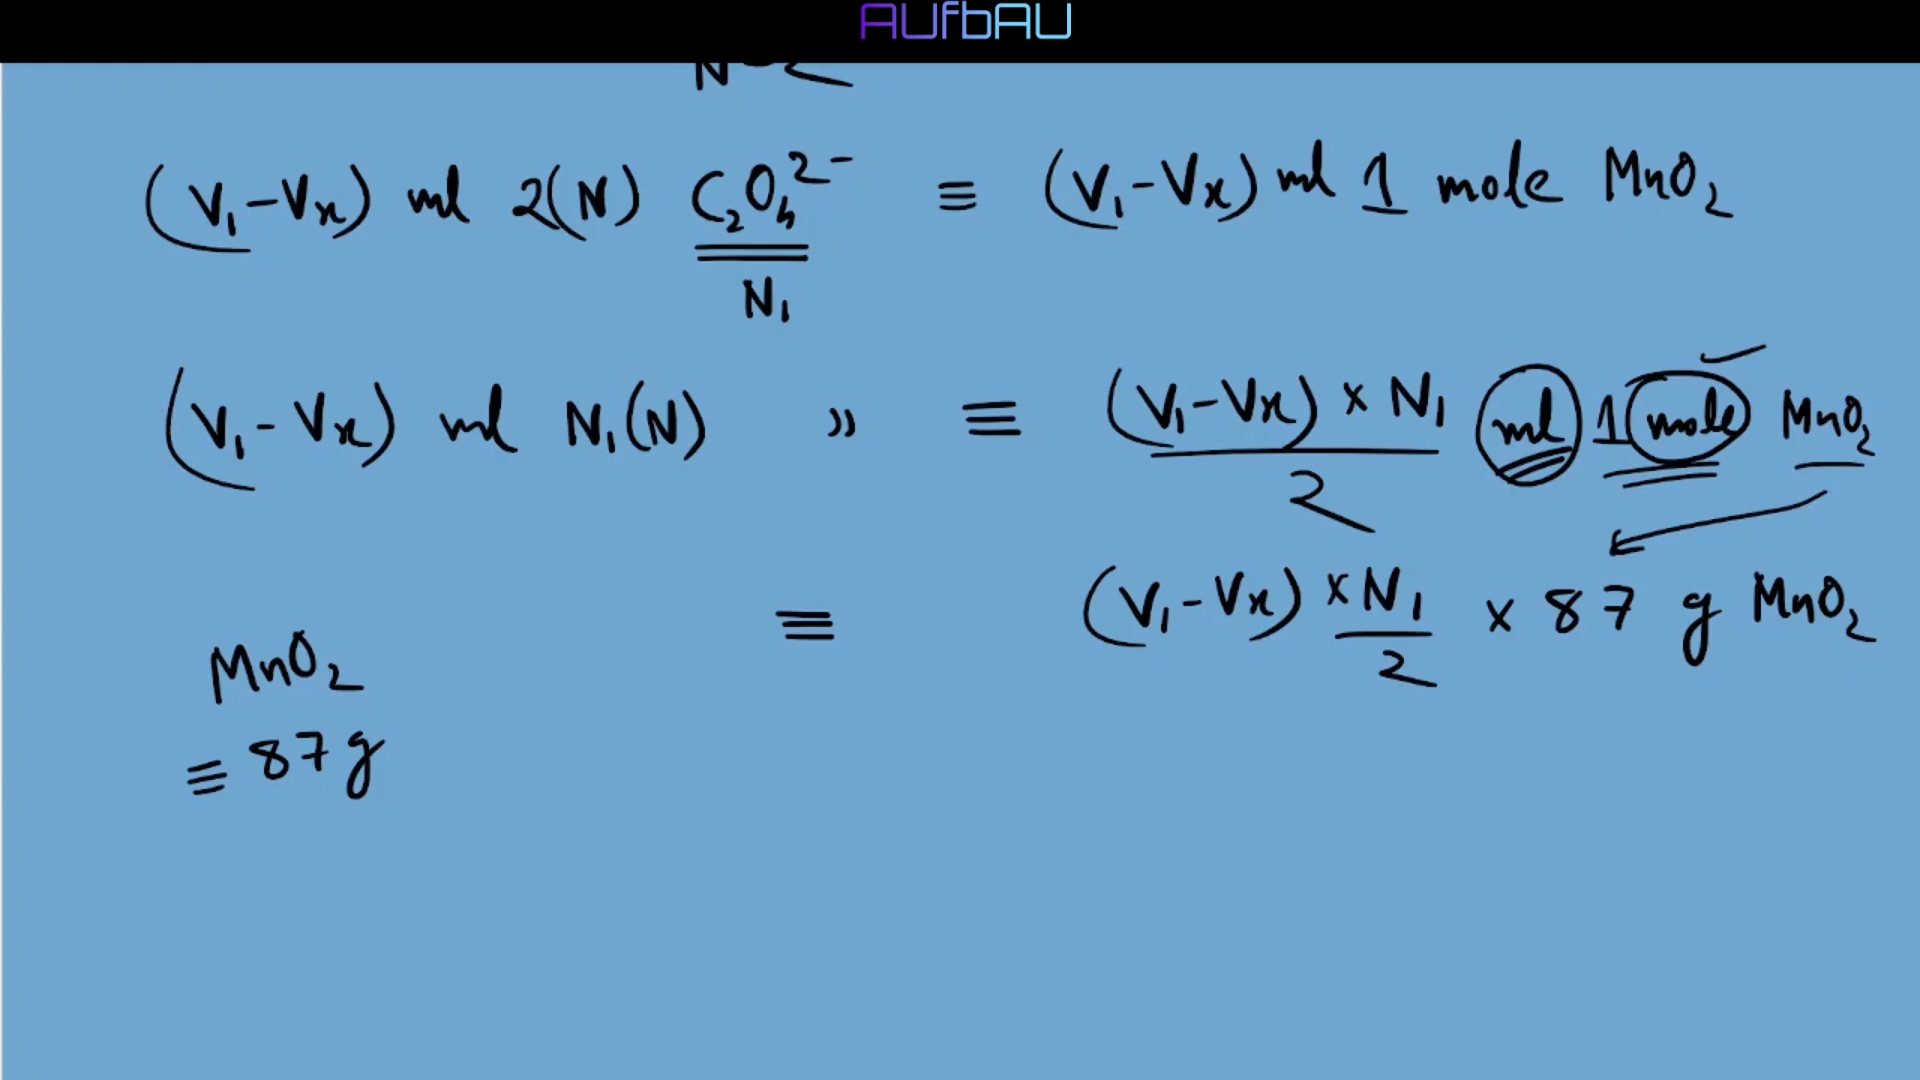 AUFBAU
N 2
(V₁-Vx) ml 2(N) C₂O₄²⁻ ≡ (V₁-Vx) ml 1 mole MnO₂
N₁
(V₁-Vx) ml N₁(N) » ≡ (V₁-Vx) × N₁ ml 1 mole MnO₂
2
≡ (V₁-Vx) × N₁ × 87 g MnO₂
2
MnO₂
≡ 87 g